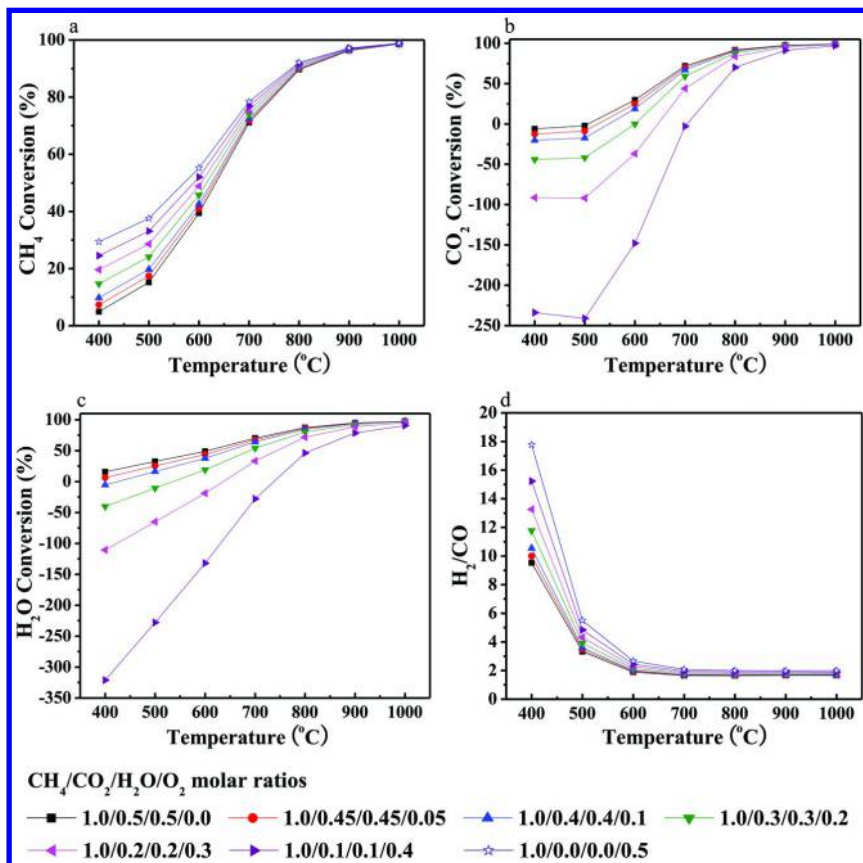 a
CH₄ Conversion (%)
100
80
60
40
20
0
400 500 600 700 800 900 1000
Temperature (°C)
b
CO₂ Conversion (%)
100
50
0
-50
-100
-150
-200
-250
400 500 600 700 800 900 1000
Temperature (°C)
c
H₂O Conversion (%)
100
50
0
-50
-100
-150
-200
-250
-300
-350
400 500 600 700 800 900 1000
Temperature (°C)
d
H₂/CO
20
18
16
14
12
10
8
6
4
2
0
400 500 600 700 800 900 1000
Temperature (°C)
CH₄/CO₂/H₂O/O₂ molar ratios
1.0/0.5/0.5/0.0 1.0/0.45/0.45/0.05 1.0/0.4/0.4/0.1 1.0/0.3/0.3/0.2
1.0/0.2/0.2/0.3 1.0/0.1/0.1/0.4 1.0/0.0/0.0/0.5